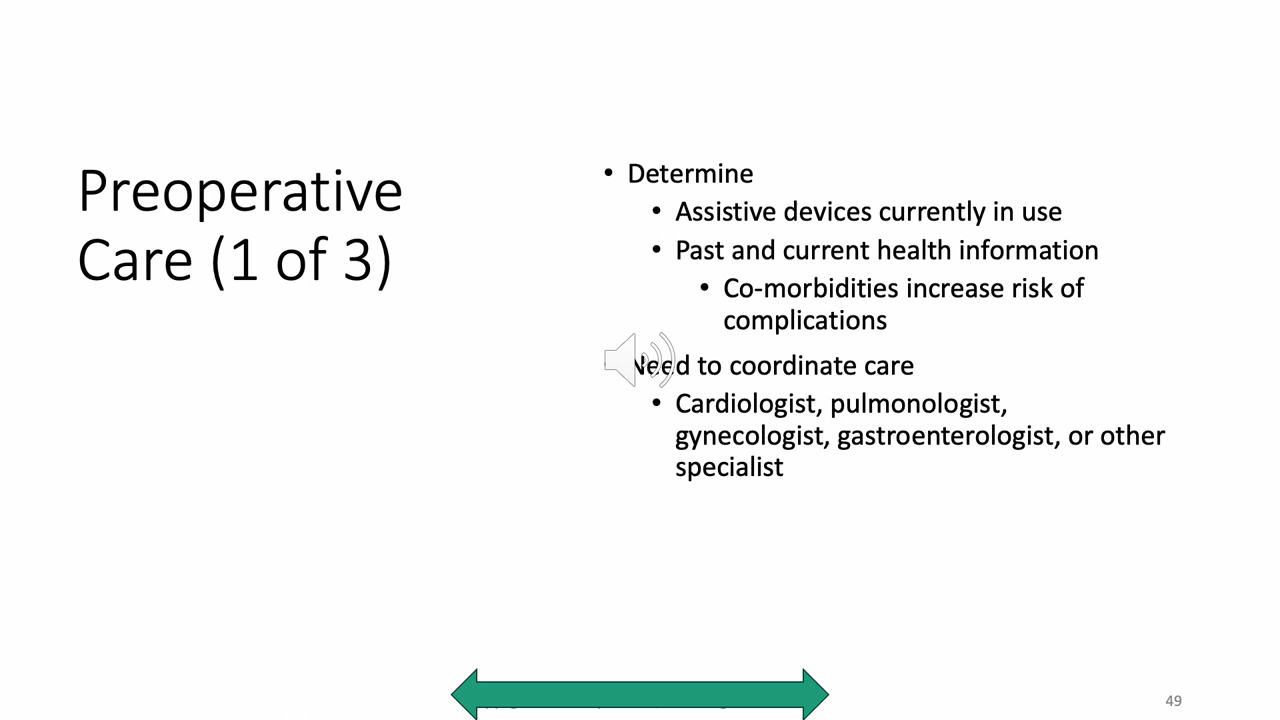 Preoperative
Care (1 of 3)
• Determine
• Assistive devices currently in use
• Past and current health information
• Co-morbidities increase risk of
complications
Need to coordinate care
• Cardiologist, pulmonologist,
gynecologist, gastroenterologist, or other
specialist
49